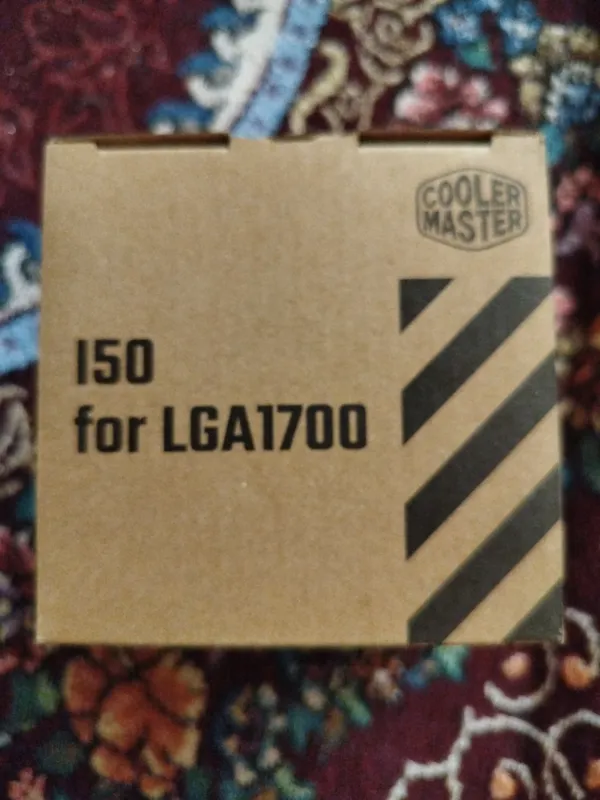 COOLER
MASTER
I50
for LGA1700